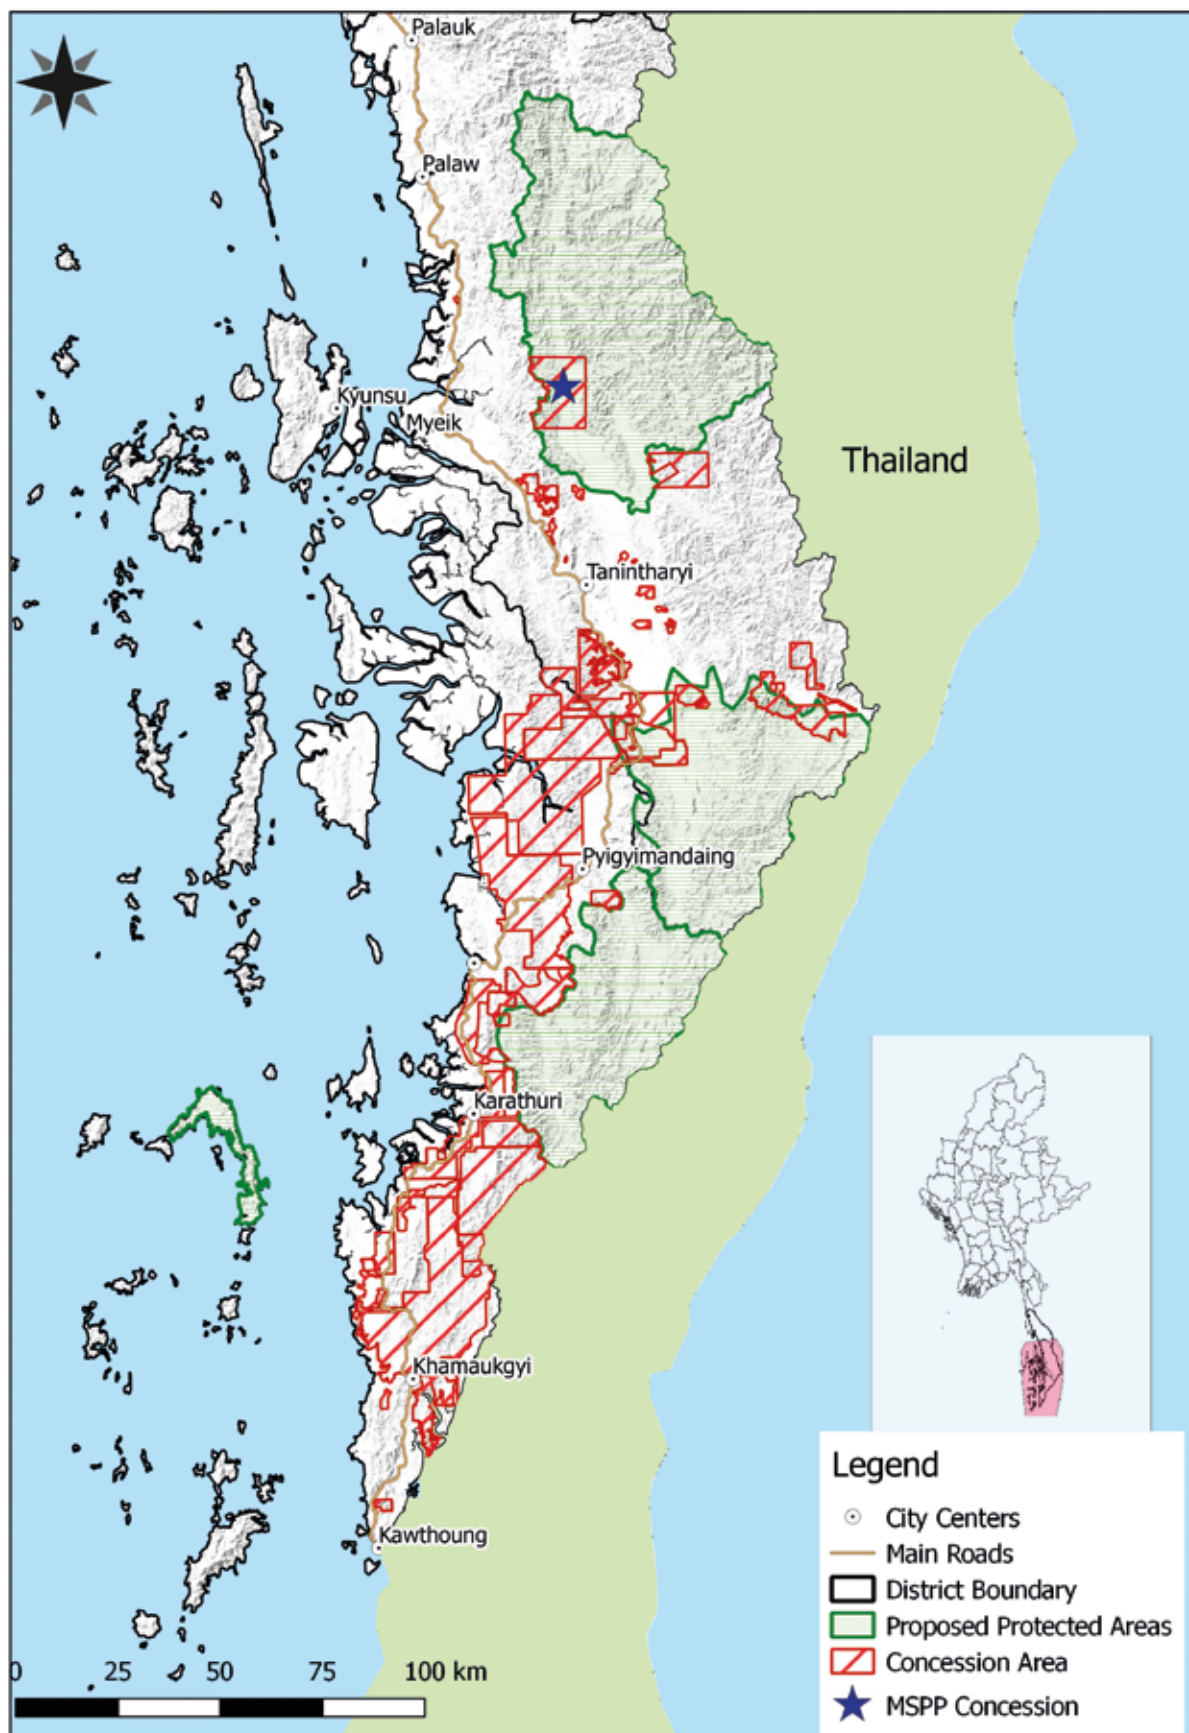 Palauk
Palaw
Kyunsu
Myeik
Thailand
Tanintharyi
Pyigyimandaing
Karathuri
Khamaukgyi
Kawthoung
Legend
City Centers
Main Roads
District Boundary
Proposed Protected Areas
Concession Area
MSPP Concession
0 25 50 75 100 km